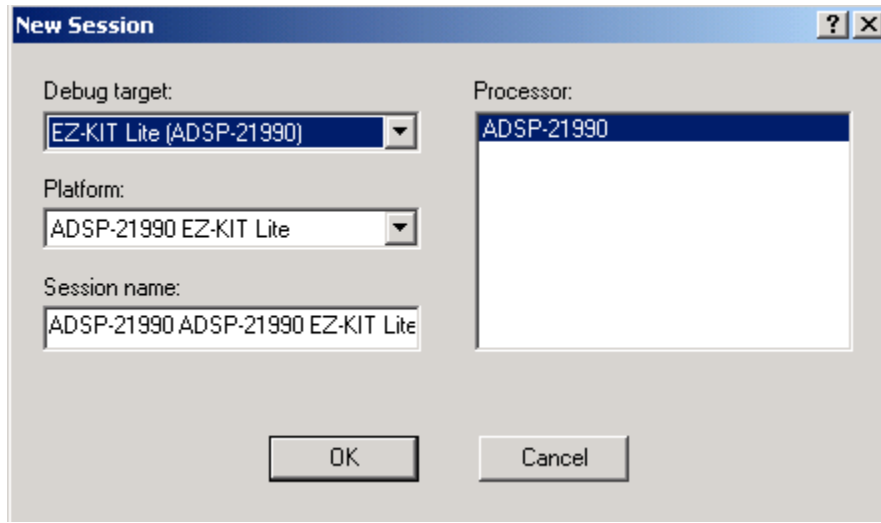 New Session
Debug target:
EZ-KIT Lite (ADSP-21990)
Platform:
ADSP-21990 EZ-KIT Lite
Session name:
ADSP-21990 ADSP-21990 EZ-KIT Lite
Processor:
ADSP-21990
OK
Cancel